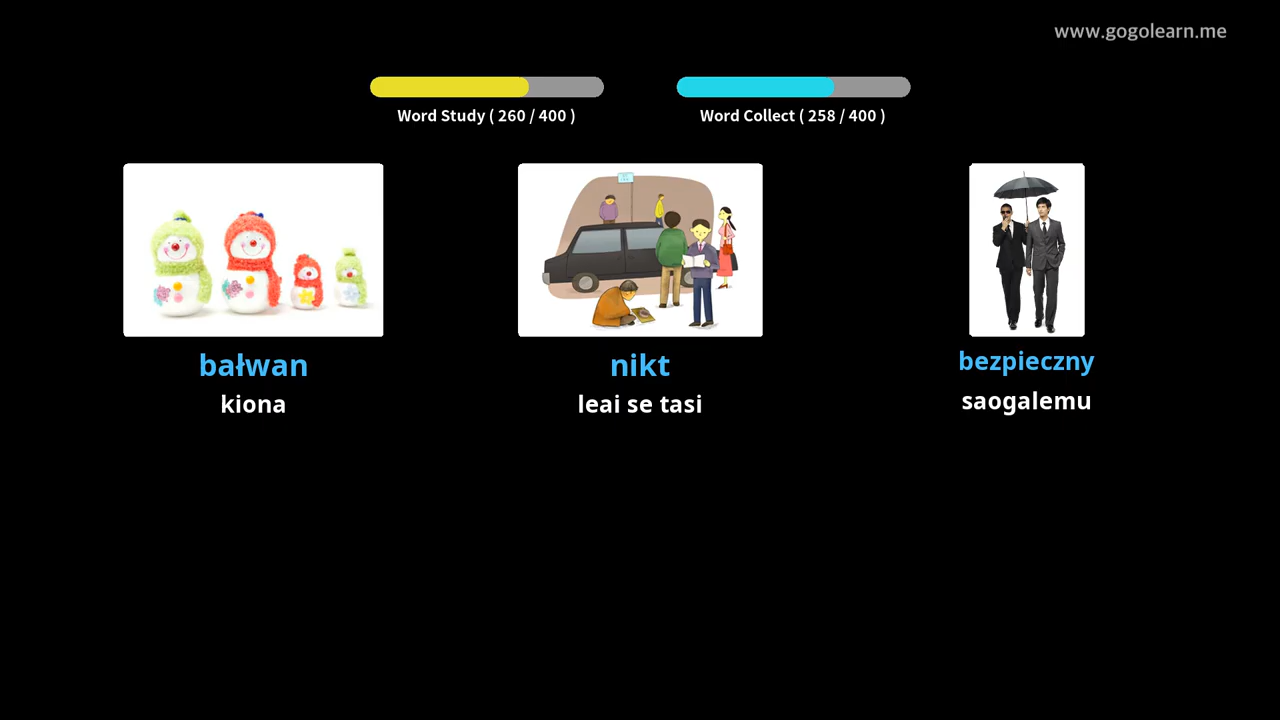 www.gogolearn.me
Word Study ( 260 / 400 )
Word Collect ( 258 / 400 )
bałwan
kiona
nikt
leai se tasi
bezpieczny
saogalemu